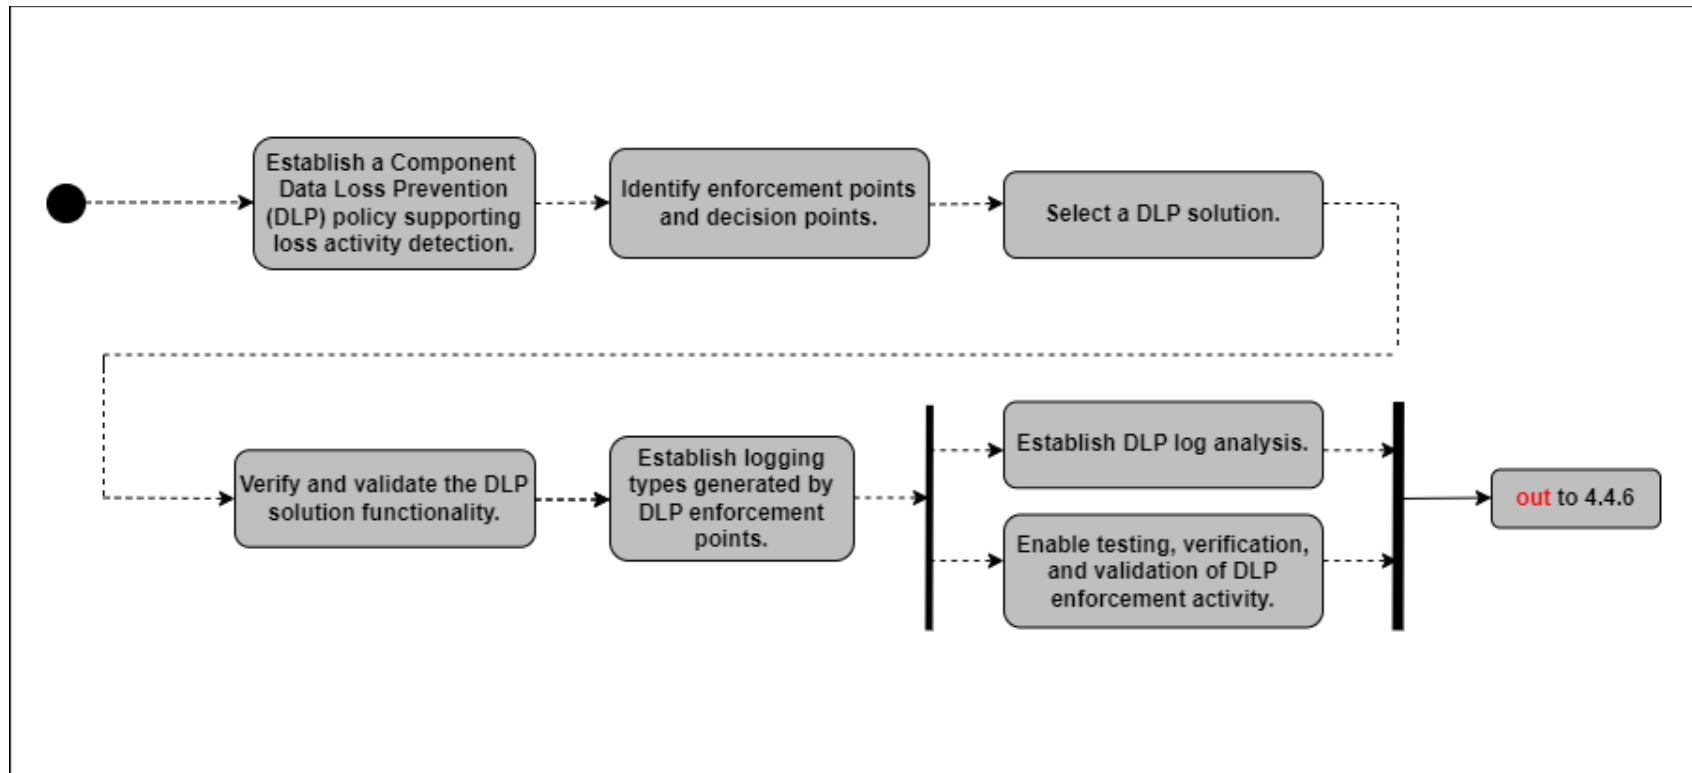 Establish a Component
Data Loss Prevention
(DLP) policy supporting
loss activity detection.
Identify enforcement points
and decision points.
Select a DLP solution.
Verify and validate the DLP
solution functionality.
Establish logging
types generated by
DLP enforcement
points.
Establish DLP log analysis.
Enable testing, verification,
and validation of DLP
enforcement activity.
out to 4.4.6